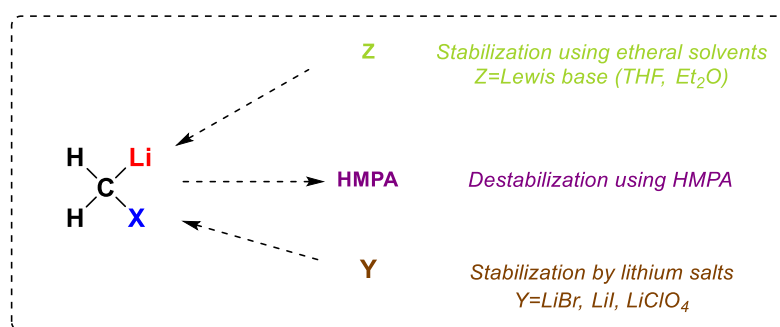 Z Stabilization using etheral solvents
Z=Lewis base (THF, Et₂O)
H Li
C HMPA Destabilization using HMPA
H X
Y Stabilization by lithium salts
Y=LiBr, LiI, LiClO₄